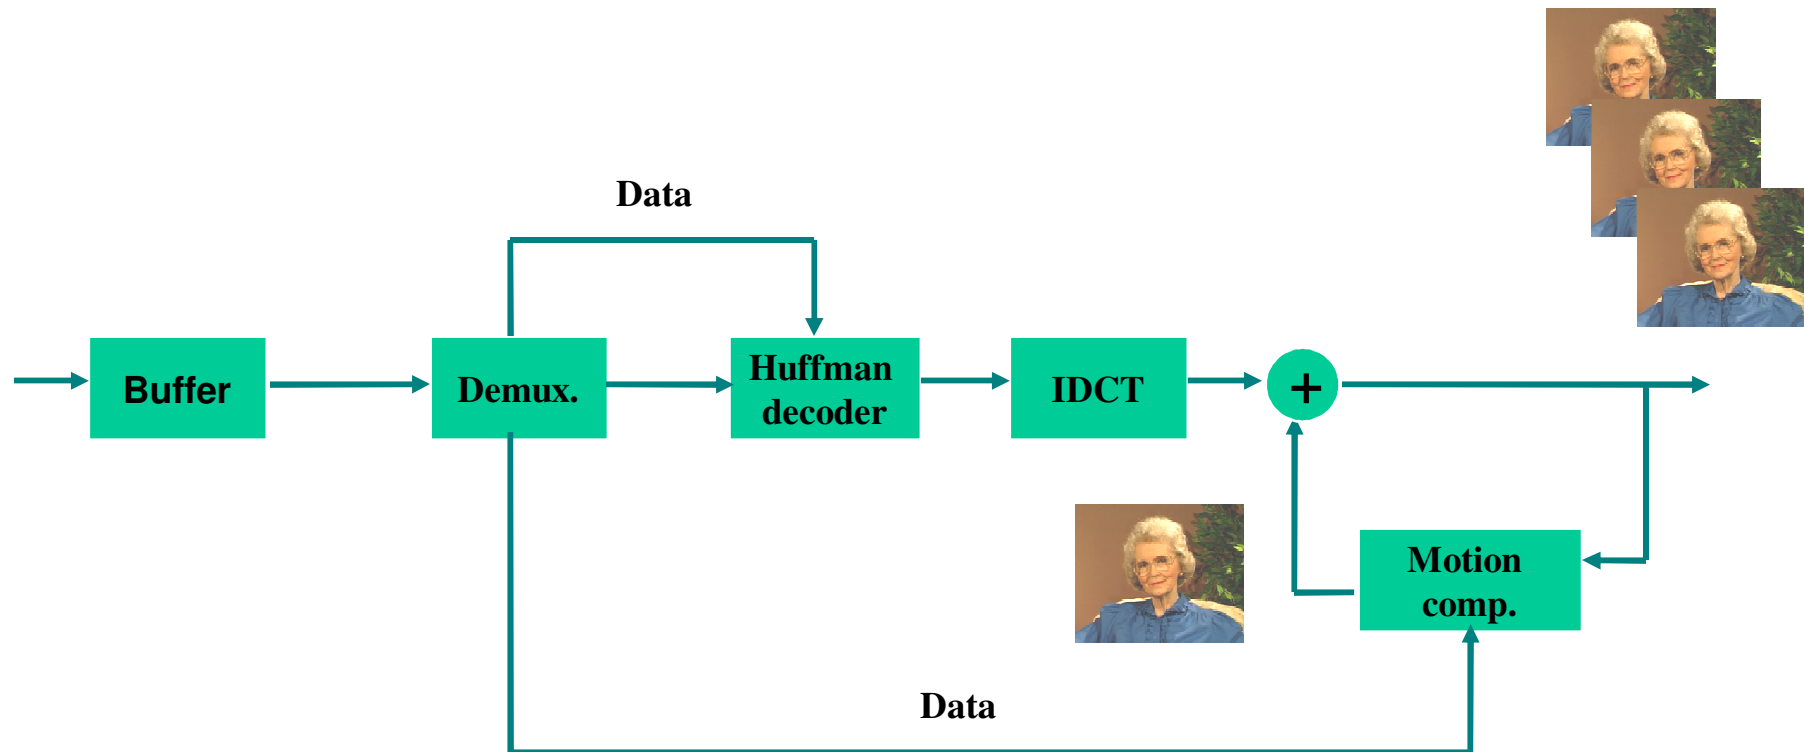 Data
Buffer
Demux.
Huffman
decoder
IDCT
+
Motion
comp.
Data